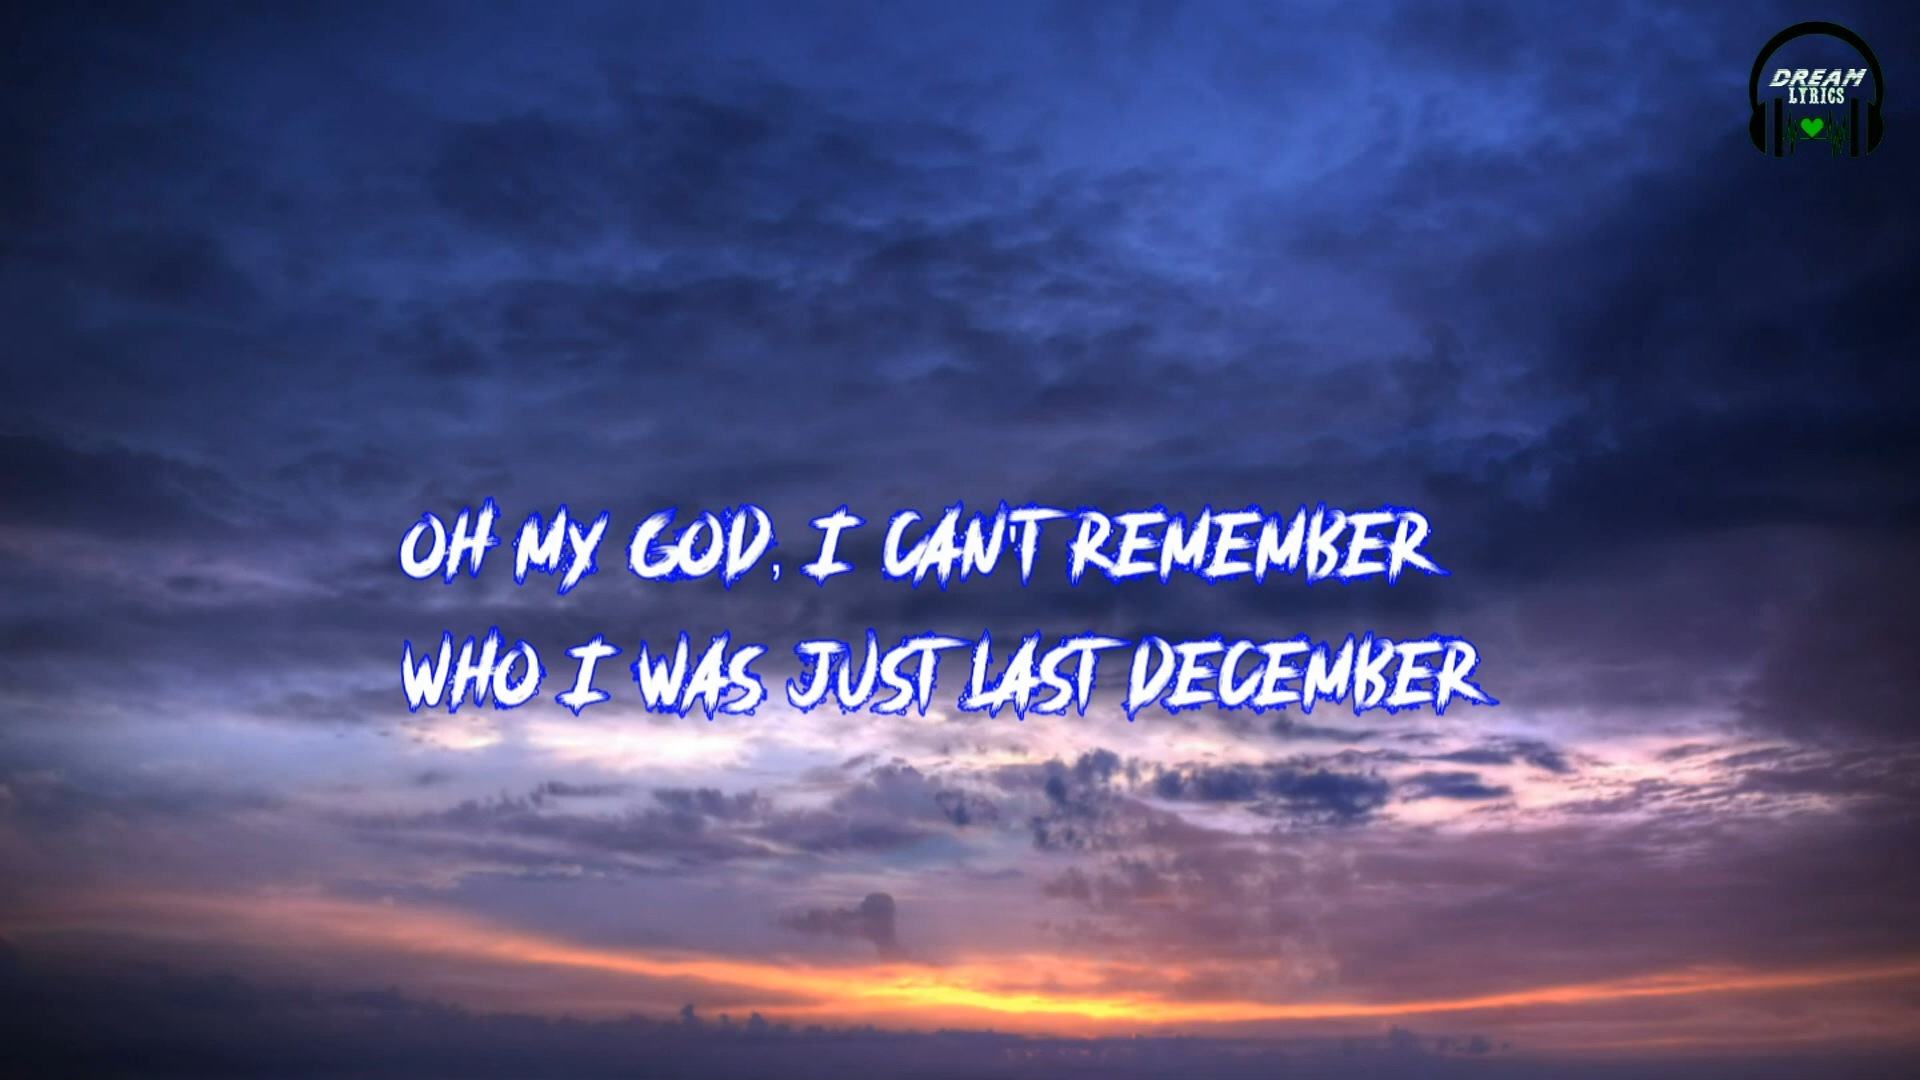 DREAM
LYRICS
OH MY GOD, I CAN'T REMEMBER
WHO I WAS JUST LAST DECEMBER